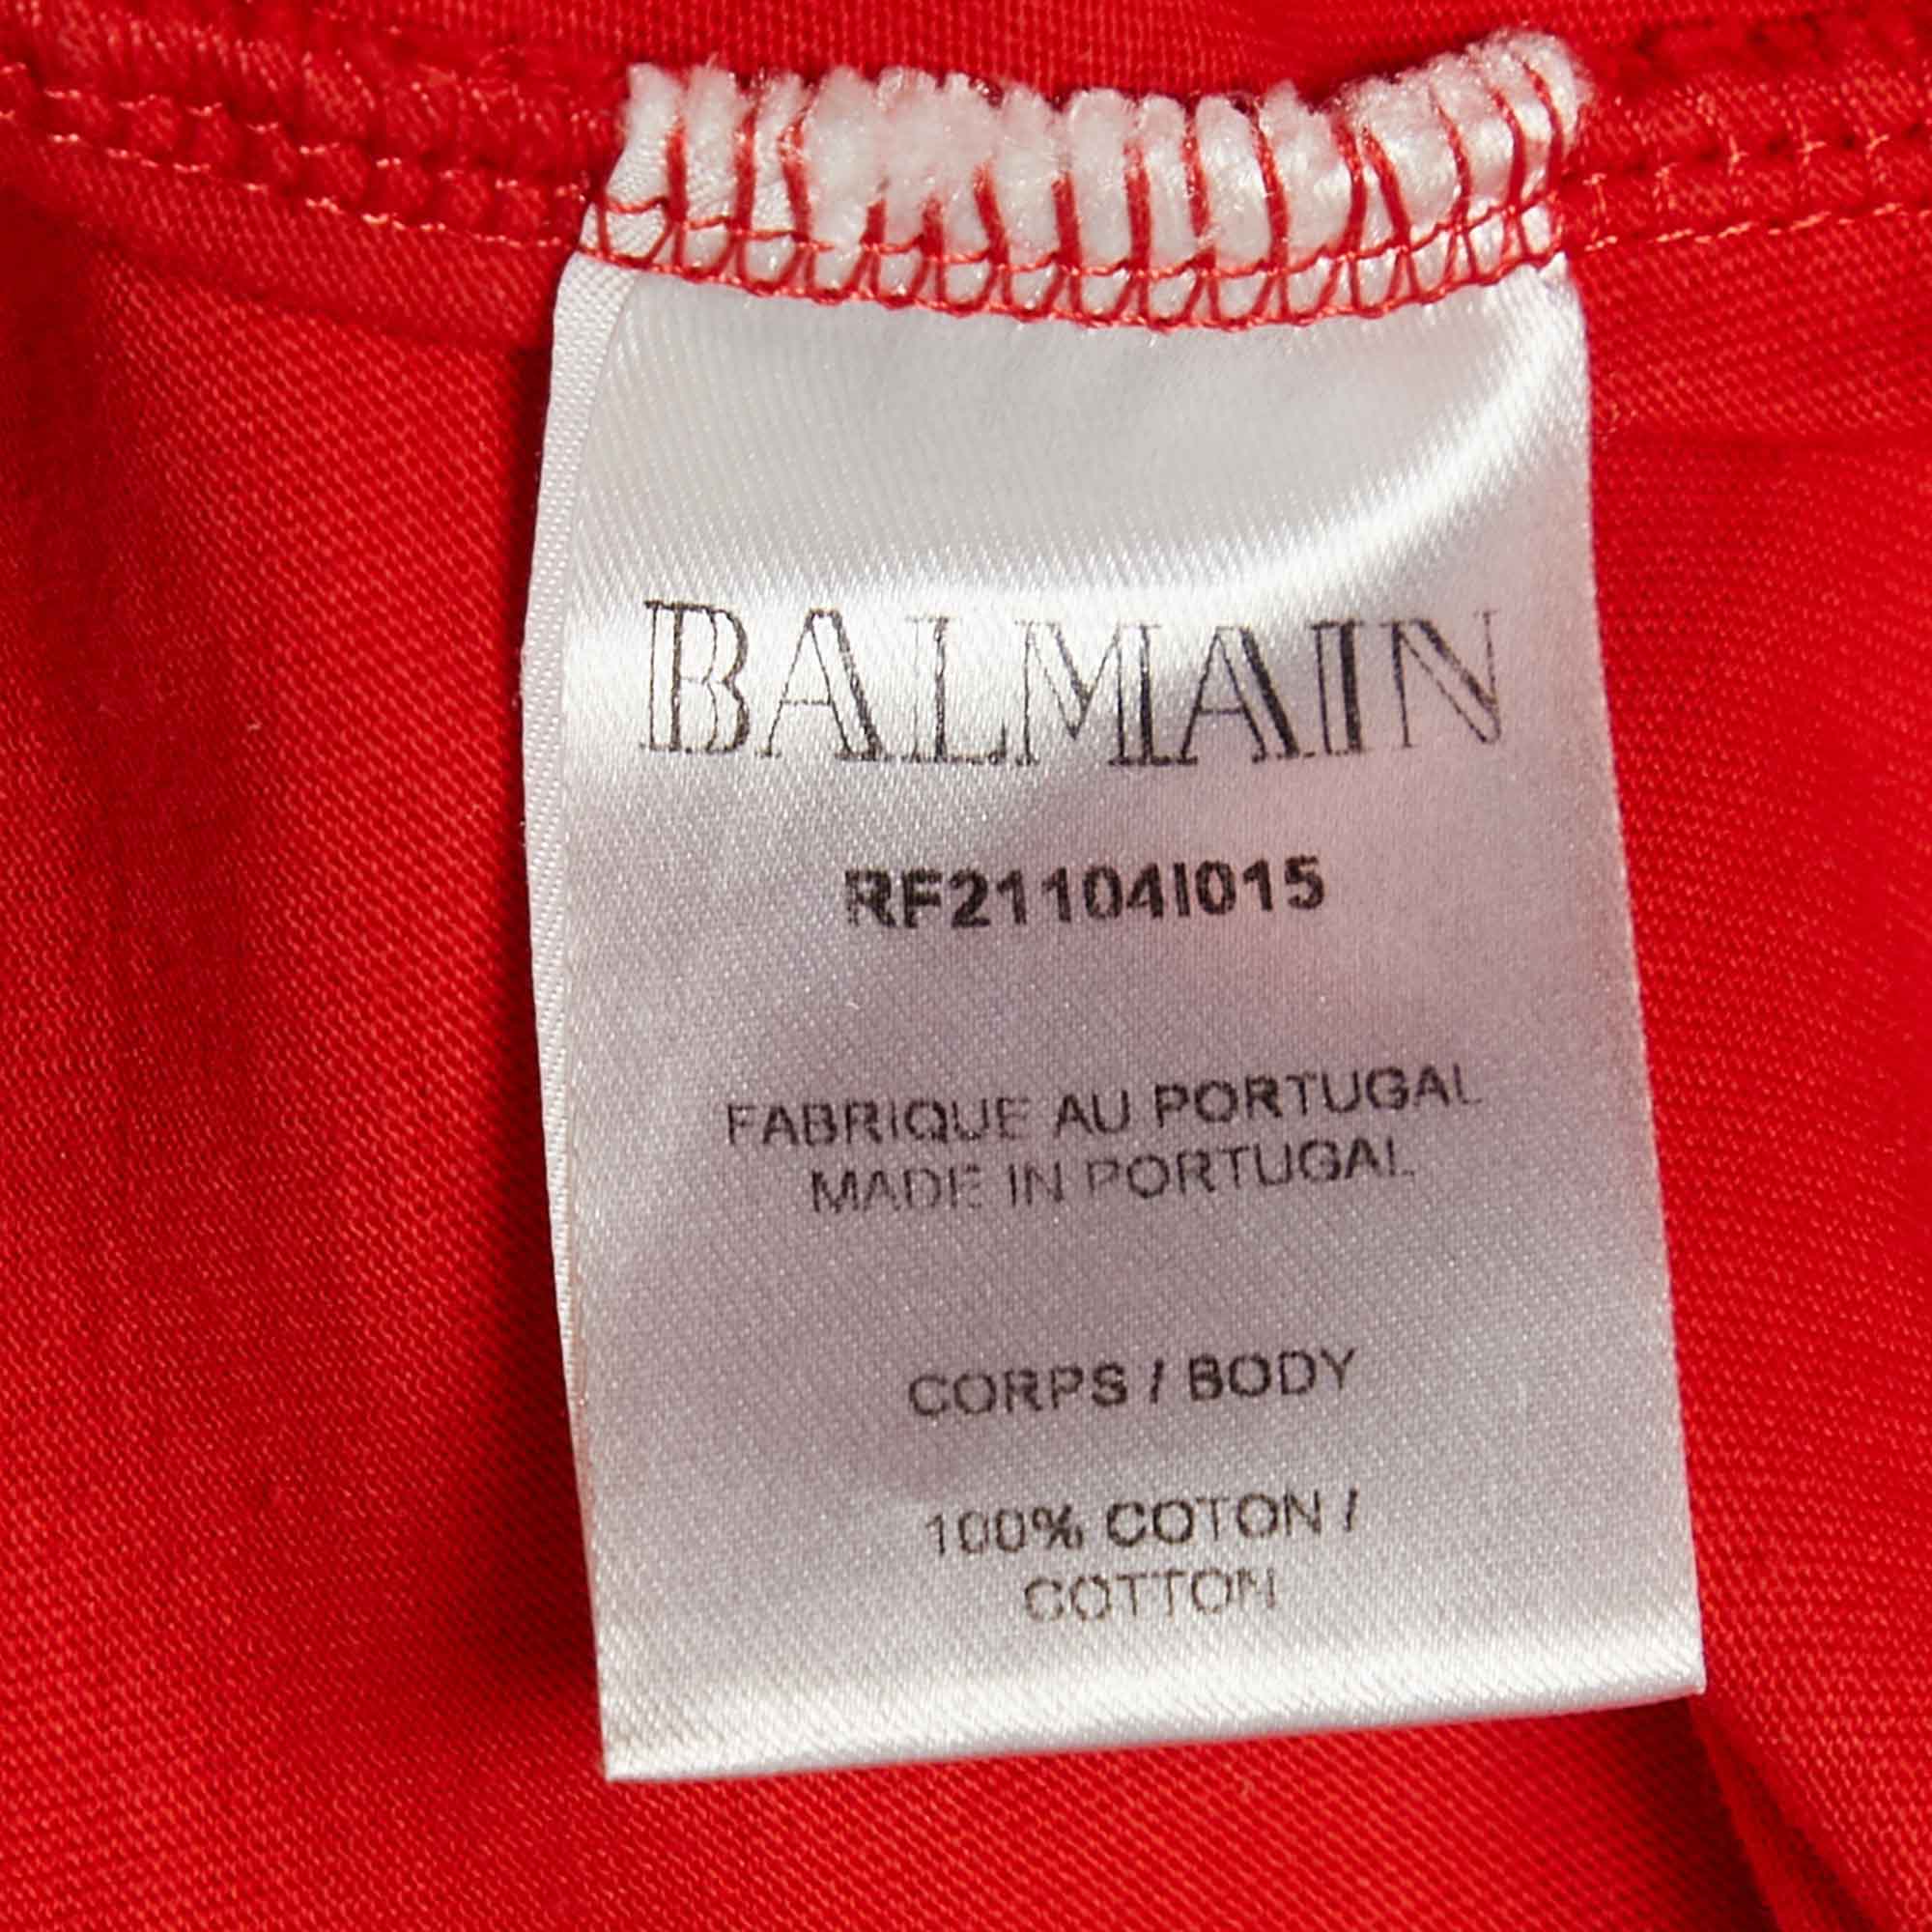 BALMAIN
RF21104I015
FABRIQUE AU PORTUGAL
MADE IN PORTUGAL
CORPS / BODY
100% COTON /
COTTON